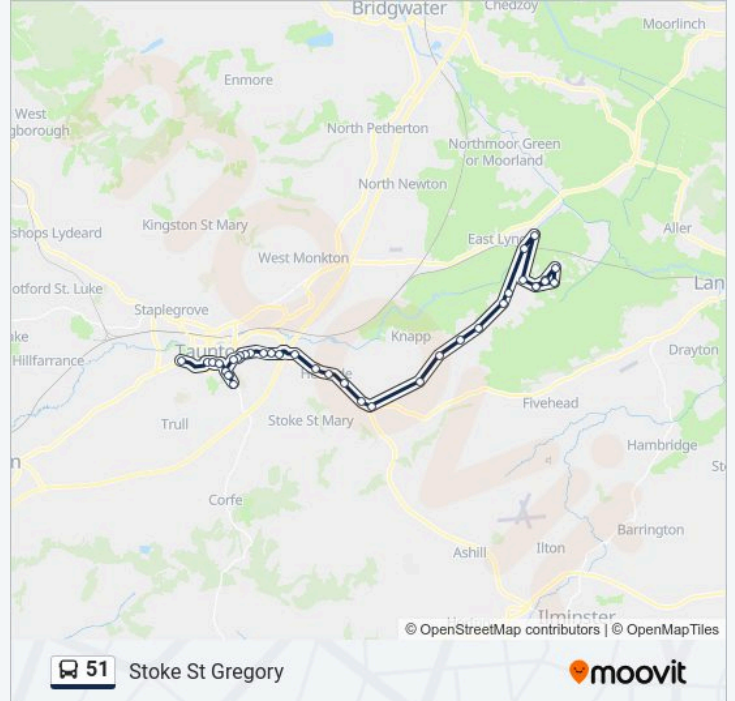 Bridgwater
Chedzoy
Moorlinch
Enmore
West
gborough
North Petherton
Northmoor Green
or Moorland
North Newton
Kingston St Mary
Aller
shops Lydeard
East Lyng
West Monkton
otford St. Luke
Lan
Staplegrove
ake
Knapp
Taunton
Drayton
Hillfarrance
Fivehead
Stoke St Mary
Trull
Hambridge
Sto
n
Corfe
Barrington
Ashill
Ilton
Ilminster
© OpenStreetMap contributors | © OpenMapTiles
51 Stoke St Gregory
moovit